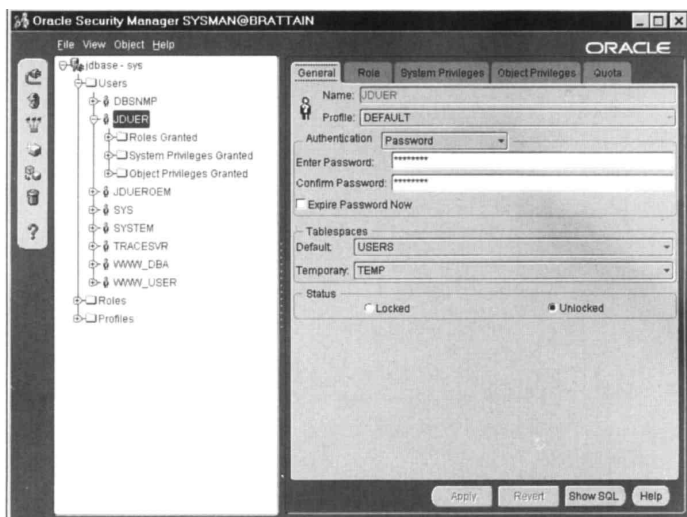 Oracle Security Manager SYSMAN@BRATTAIN
File View Object Help
ORACLE
jdbase - sys
Users
DBSNMP
JDUER
Roles Granted
System Privileges Granted
Object Privileges Granted
JDUEROEM
SYS
SYSTEM
TRACESVR
WWW_DBA
WWW_USER
Roles
Profiles
General Role System Privileges Object Privileges Quota
Name: JDUER
Profile: DEFAULT
Authentication Password
Enter Password: ********
Confirm Password: ********
Expire Password Now
Tablespaces
Default: USERS
Temporary: TEMP
Status
Locked Unlocked
Apply Revert Show SQL Help
?